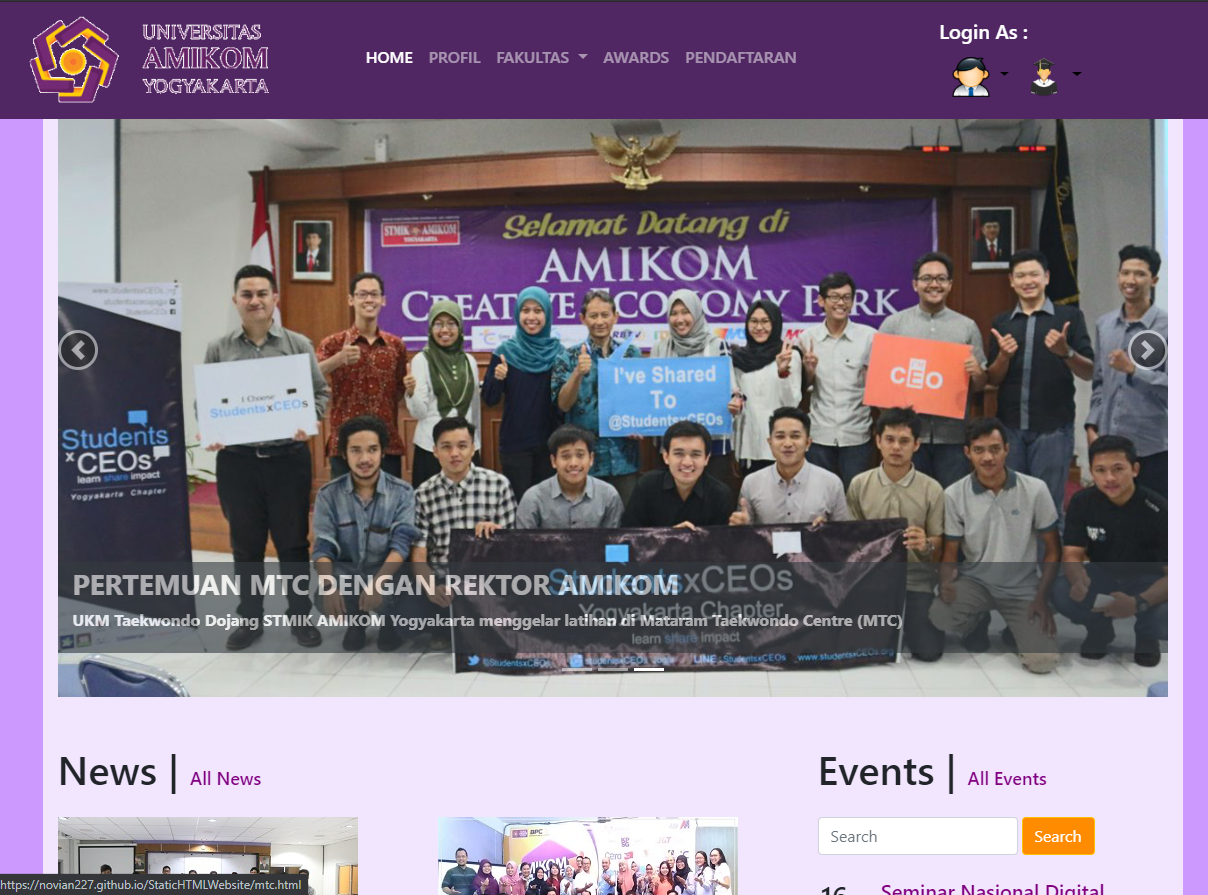 UNIVERSITAS
AMIKOM
YOGYAKARTA
HOME PROFIL FAKULTAS AWARDS PENDAFTARAN
Login As :
Selamat Datang di
STMIK AMIKOM
YOGYAKARTA
AMIKOM
CREATIVE ECONOMY PARK
I Choose
StudentsxCEOs
I've Shared
To
@StudentsxCEOs
I'M
CEO
Students
xCEOs
learn share impact
Yogyakarta Chapter
StudentsxCEOs
Yogyakarta Chapter
learn share impact
@StudentsxCEOs
LINE : StudentsxCEOs
www.studentsxceos.org
PERTEMUAN MTC DENGAN REKTOR AMIKOM
UKM Taekwondo Dojang STMIK AMIKOM Yogyakarta menggelar latihan di Mataram Taekwondo Centre (MTC)
News | All News
Events | All Events
Search Search
BPC
AMIKOM
16 Seminar Nasional Digital
https://novian227.github.io/StaticHTMLWebsite/mtc.html